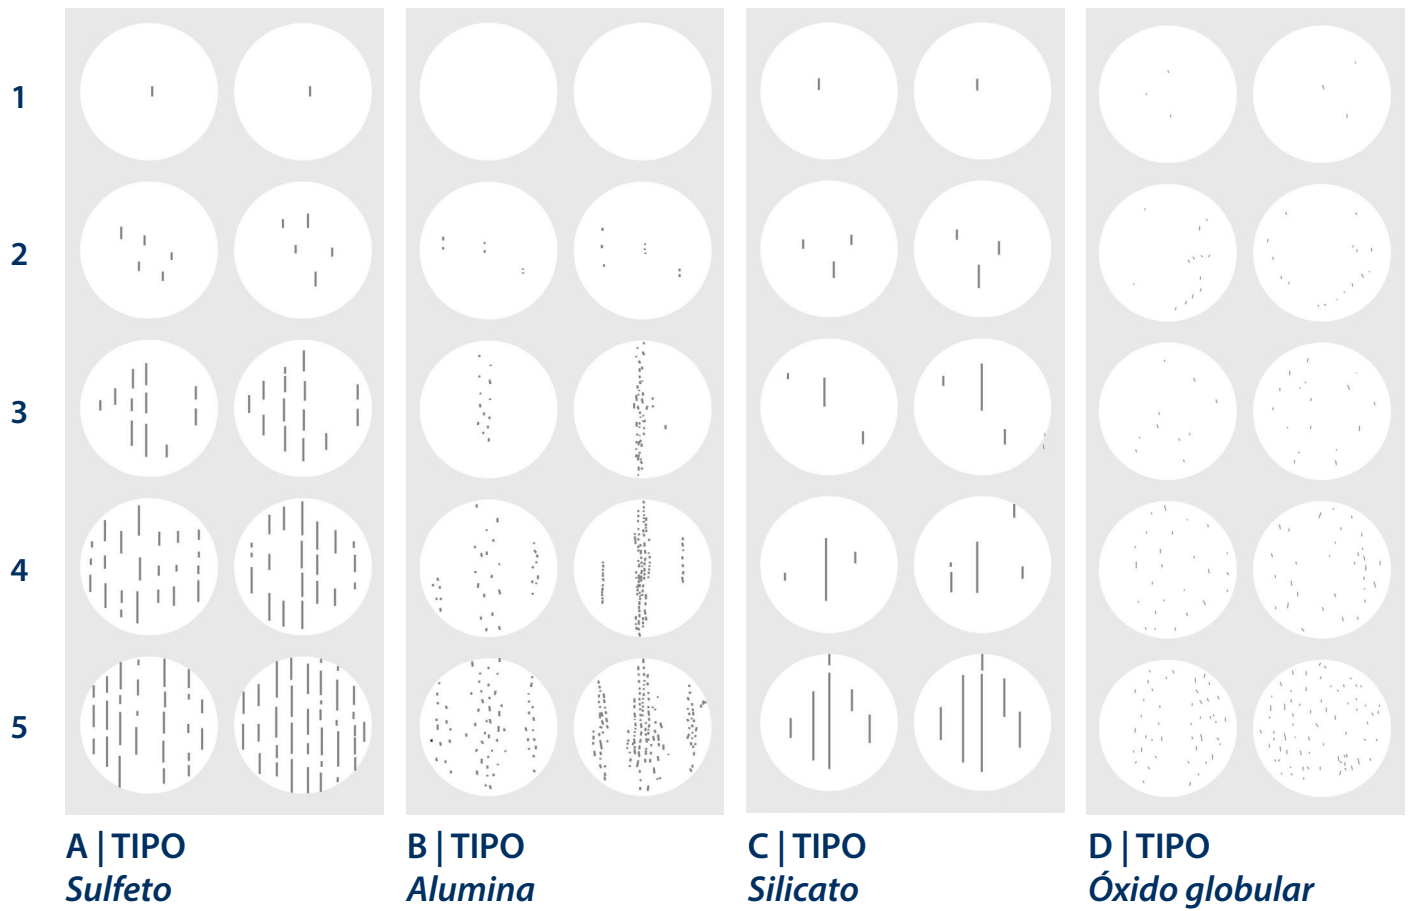 1
2
3
4
5
A | TIPO
Sulfeto
B | TIPO
Alumina
C | TIPO
Silicato
D | TIPO
Óxido globular